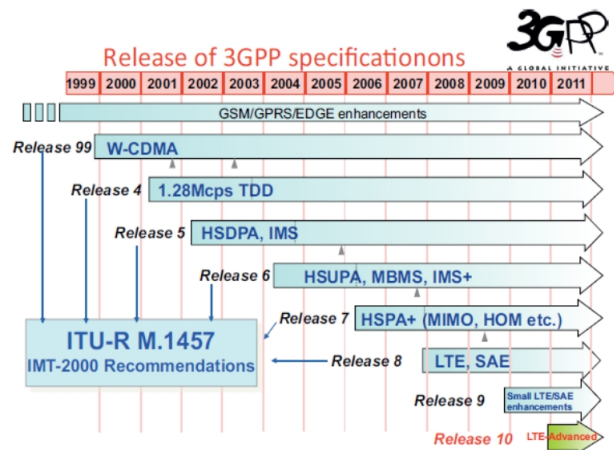 3GPP
A GLOBAL INITIATIVE
Release of 3GPP specificationons
1999 2000 2001 2002 2003 2004 2005 2006 2007 2008 2009 2010 2011
GSM/GPRS/EDGE enhancements
Release 99 W-CDMA
Release 4 1.28Mcps TDD
Release 5 HSDPA, IMS
Release 6 HSUPA, MBMS, IMS+
Release 7 HSPA+ (MIMO, HOM etc.)
ITU-R M.1457
IMT-2000 Recommendations
Release 8 LTE, SAE
Release 9 Small LTE/SAE
enhancements
Release 10 LTE-Advanced